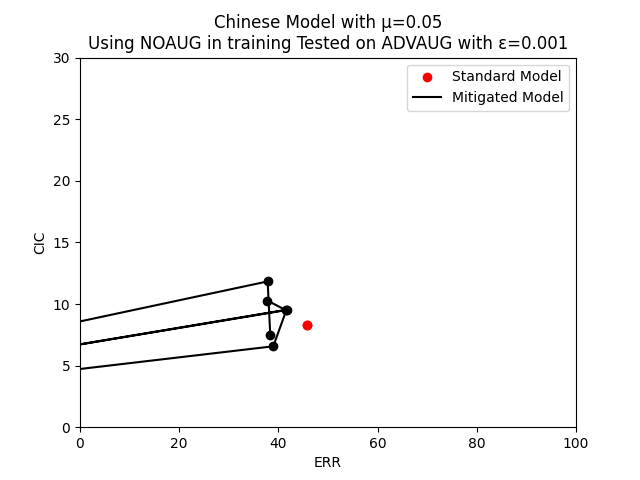 Chinese Model with μ=0.05
Using NOAUG in training Tested on ADVAUG with ε=0.001
Standard Model
Mitigated Model
30
25
20
15
10
5
0
CIC
0 20 40 60 80 100
ERR